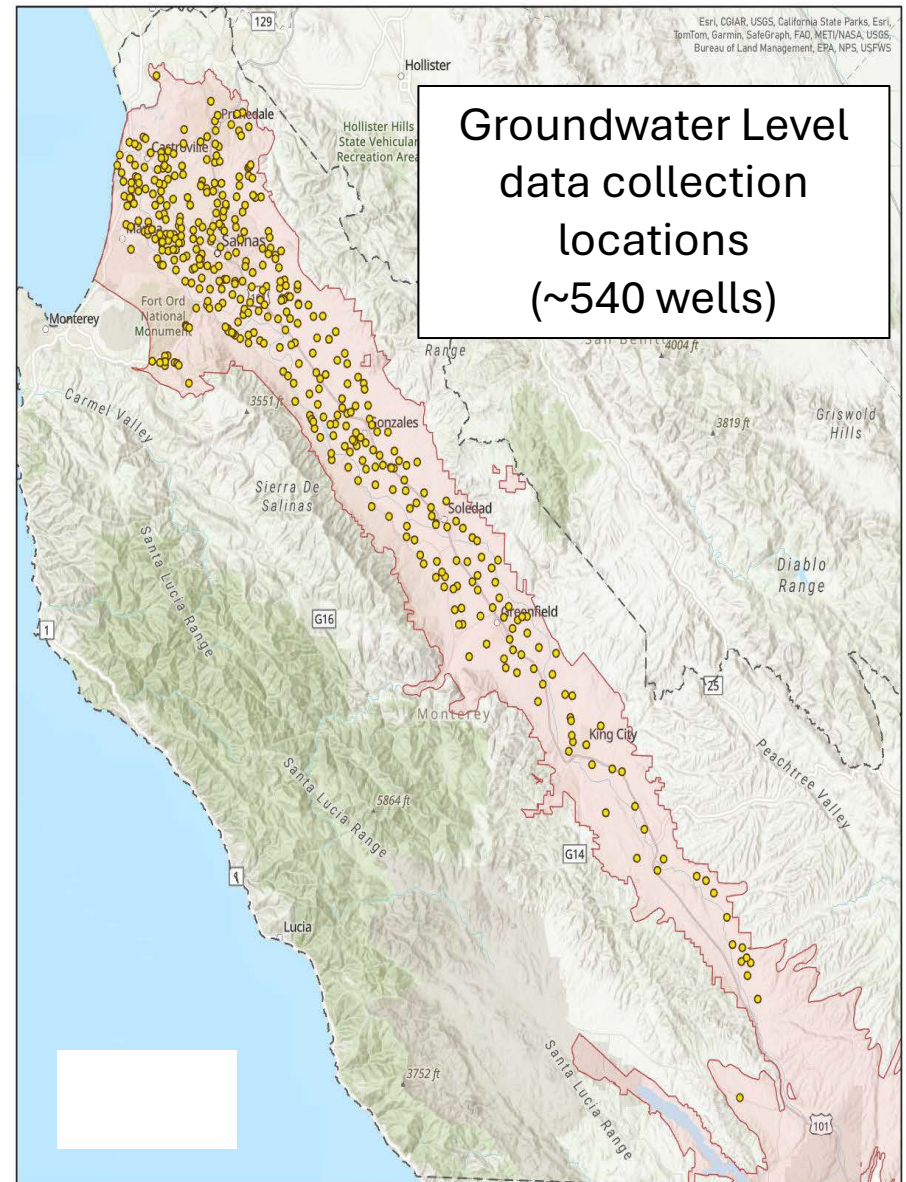 129
Esri, CGIAR, USGS, California State Parks, Esri,
TomTom, Garmin, SafeGraph, FAO, METI/NASA, USGS,
Bureau of Land Management, EPA, NPS, USFWS
Hollister
Groundwater Level
data collection
locations
(~540 wells)
Prunedale
Hollister Hills
State Vehicular
Recreation Area
Castroville
Salinas
Fort Ord
National
Monument
Monterey
Range
4004 ft
3551 ft
Carmel Valley
Gonzales
3819 ft
Griswold
Hills
Sierra De
Salinas
Soledad
Santa Lucia Range
Diablo
Range
G16
Greenfield
1
25
Monterey
King City
Peachtree Valley
Santa Lucia Range
5864 ft
G14
1
Lucia
Santa Lucia Range
3752 ft
101